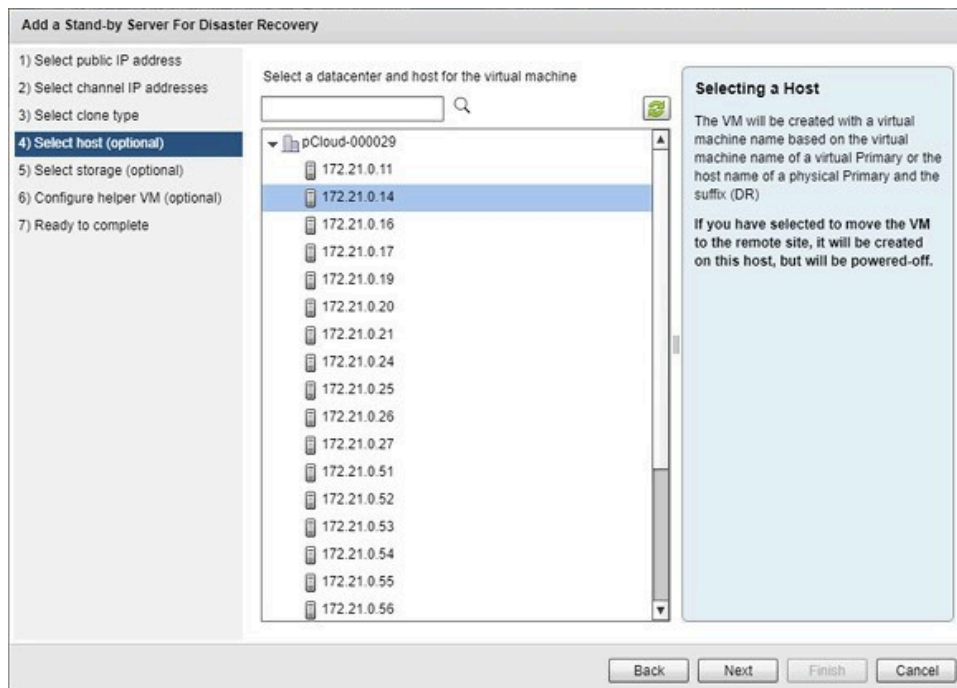 Add a Stand-by Server For Disaster Recovery
1) Select public IP address
2) Select channel IP addresses
3) Select clone type
4) Select host (optional)
5) Select storage (optional)
6) Configure helper VM (optional)
7) Ready to complete
Select a datacenter and host for the virtual machine
pCloud-000029
172.21.0.11
172.21.0.14
172.21.0.16
172.21.0.17
172.21.0.19
172.21.0.20
172.21.0.21
172.21.0.24
172.21.0.25
172.21.0.26
172.21.0.27
172.21.0.51
172.21.0.52
172.21.0.53
172.21.0.54
172.21.0.55
172.21.0.56
Selecting a Host
The VM will be created with a virtual
machine name based on the virtual
machine name of a virtual Primary or the
host name of a physical Primary and the
suffix (DR)
If you have selected to move the VM
to the remote site, it will be created
on this host, but will be powered-off.
Back
Next
Finish
Cancel